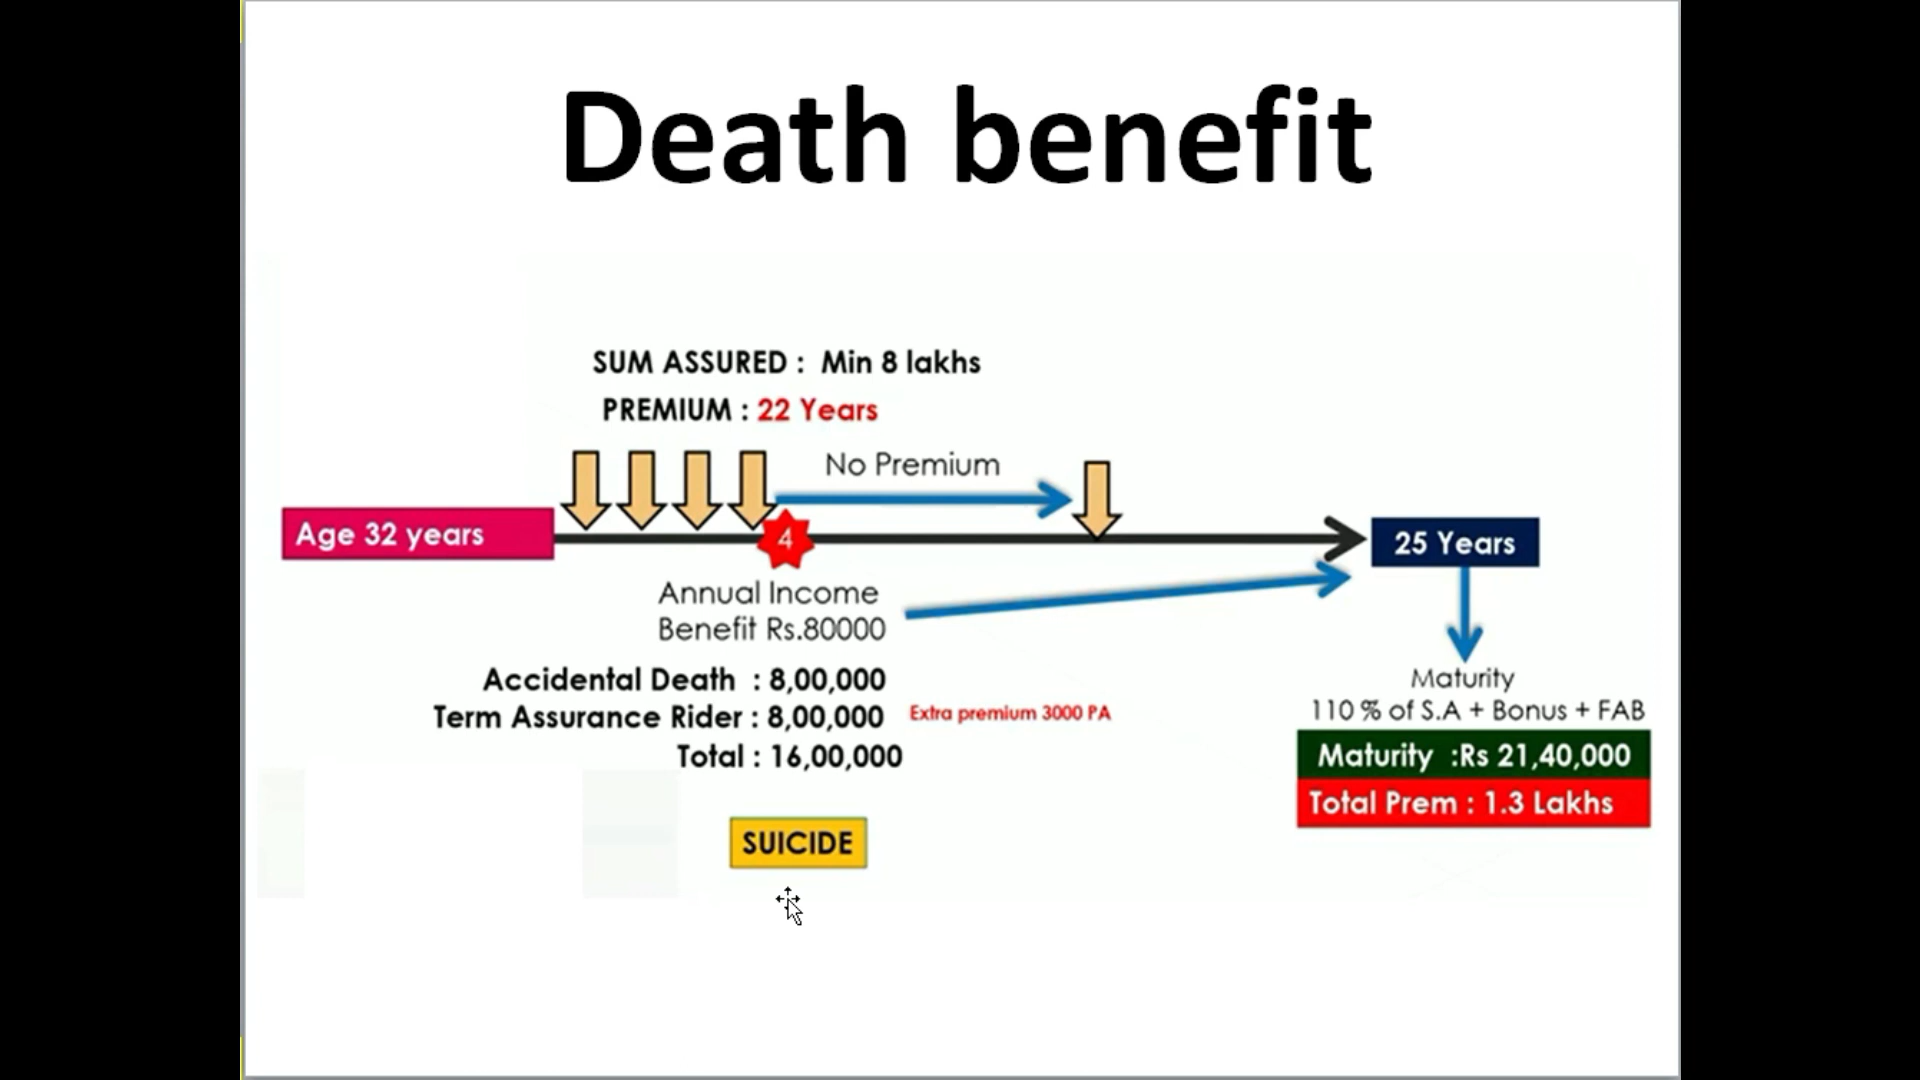 Death benefit
SUM ASSURED : Min 8 lakhs
PREMIUM : 22 Years
No Premium
Age 32 years
4
25 Years
Annual Income
Benefit Rs.80000
Accidental Death : 8,00,000
Term Assurance Rider : 8,00,000 Extra premium 3000 PA
Total : 16,00,000
Maturity
110 % of S.A + Bonus + FAB
Maturity :Rs 21,40,000
Total Prem : 1.3 Lakhs
SUICIDE